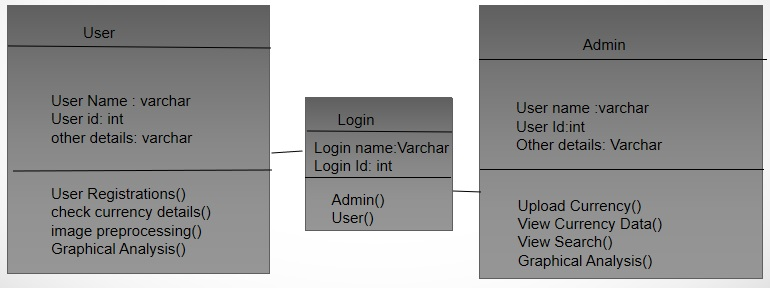 User
User Name : varchar
User id: int
other details: varchar
User Registrations()
check currency details()
image preprocessing()
Graphical Analysis()
Login
Login name:Varchar
Login Id: int
Admin()
User()
Admin
User name :varchar
User Id:int
Other details: Varchar
Upload Currency()
View Currency Data()
View Search()
Graphical Analysis()